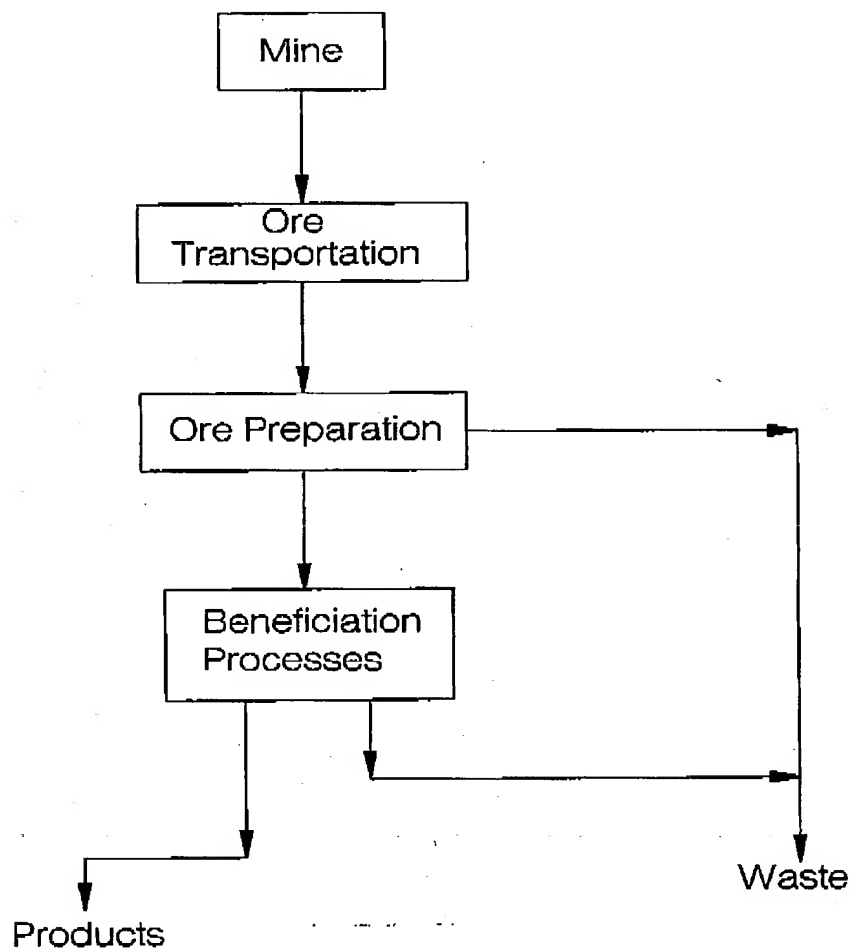 Mine
Ore
Transportation
Ore Preparation
Beneficiation
Processes
Waste
Products